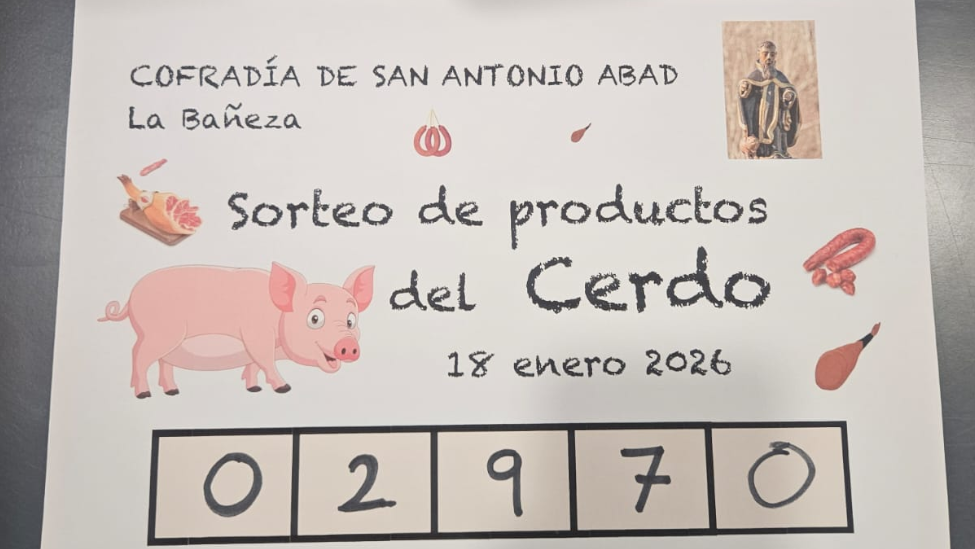 COFRADÍA DE SAN ANTONIO ABAD
La Bañeza
Sorteo de productos
del Cerdo
18 enero 2026
0 2 9 7 0